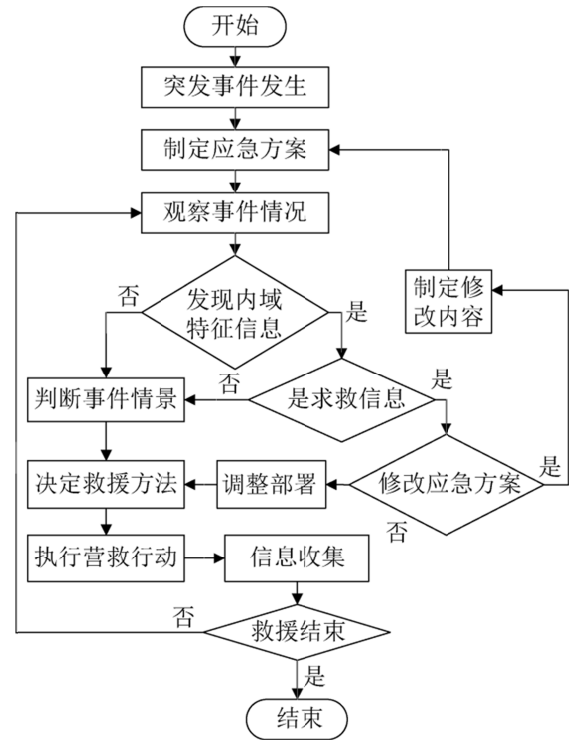 开始
突发事件发生
制定应急方案
观察事件情况
发现内域
特征信息
否
是
制定修
改内容
判断事件情景
否
是求救信息
是
决定救援方法
调整部署
修改应急方案
是
否
执行营救行动
信息收集
否
救援结束
是
结束